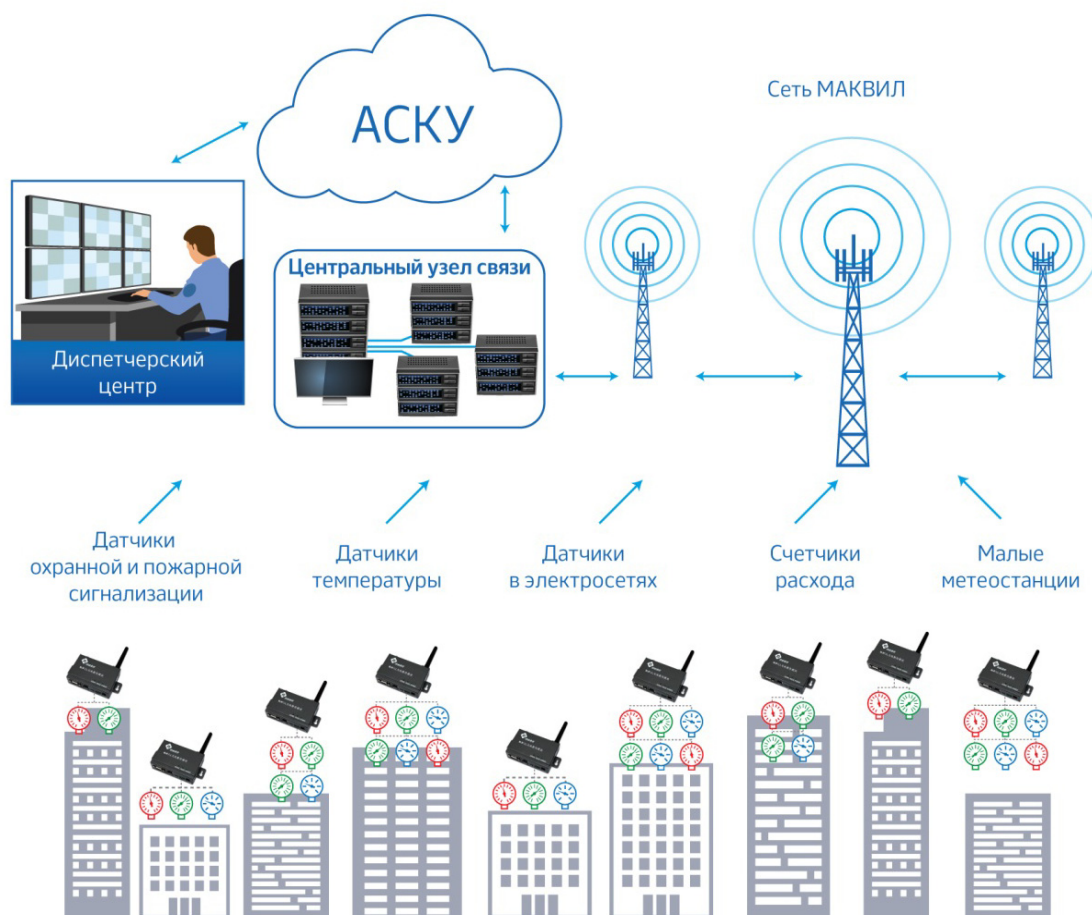 Сеть МАКВИЛ
АСКУ
Центральный узел связи
Диспетчерский
центр
Датчики
охранной и пожарной
сигнализации
Датчики
температуры
Датчики
в электросетях
Счетчики
расхода
Малые
метеостанции